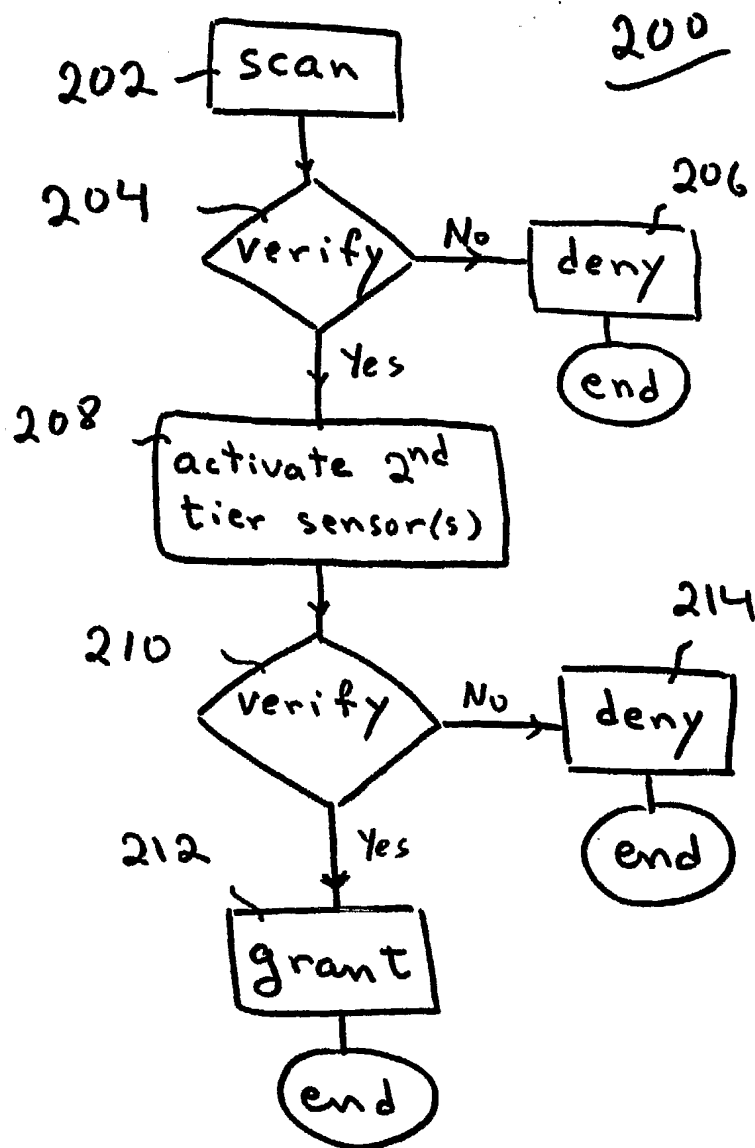 200
202
scan
204
verify
No
206
deny
end
Yes
208
activate 2nd
tier sensor(s)
210
verify
No
214
deny
end
Yes
212
grant
end